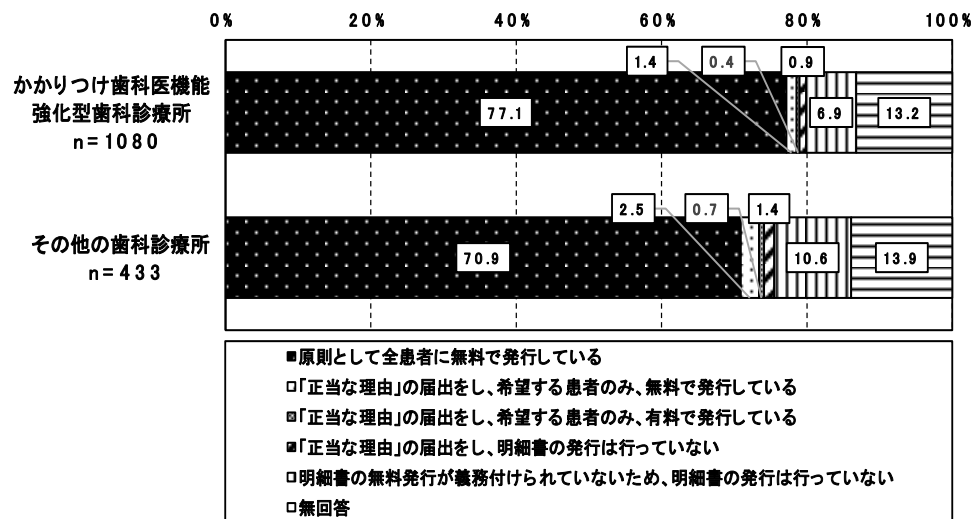 0% 20% 40% 60% 80% 100%
かかりつけ歯科医機能
強化型歯科診療所
n=1080
1.4 0.4 0.9
77.1 6.9 13.2
その他の歯科診療所
n=433
2.5 0.7 1.4
70.9 10.6 13.9
原則として全患者に無料で発行している
「正当な理由」の届出をし、希望する患者のみ、無料で発行している
「正当な理由」の届出をし、希望する患者のみ、有料で発行している
「正当な理由」の届出をし、明細書の発行は行っていない
明細書の無料発行が義務付けられていないため、明細書の発行は行っていない
無回答